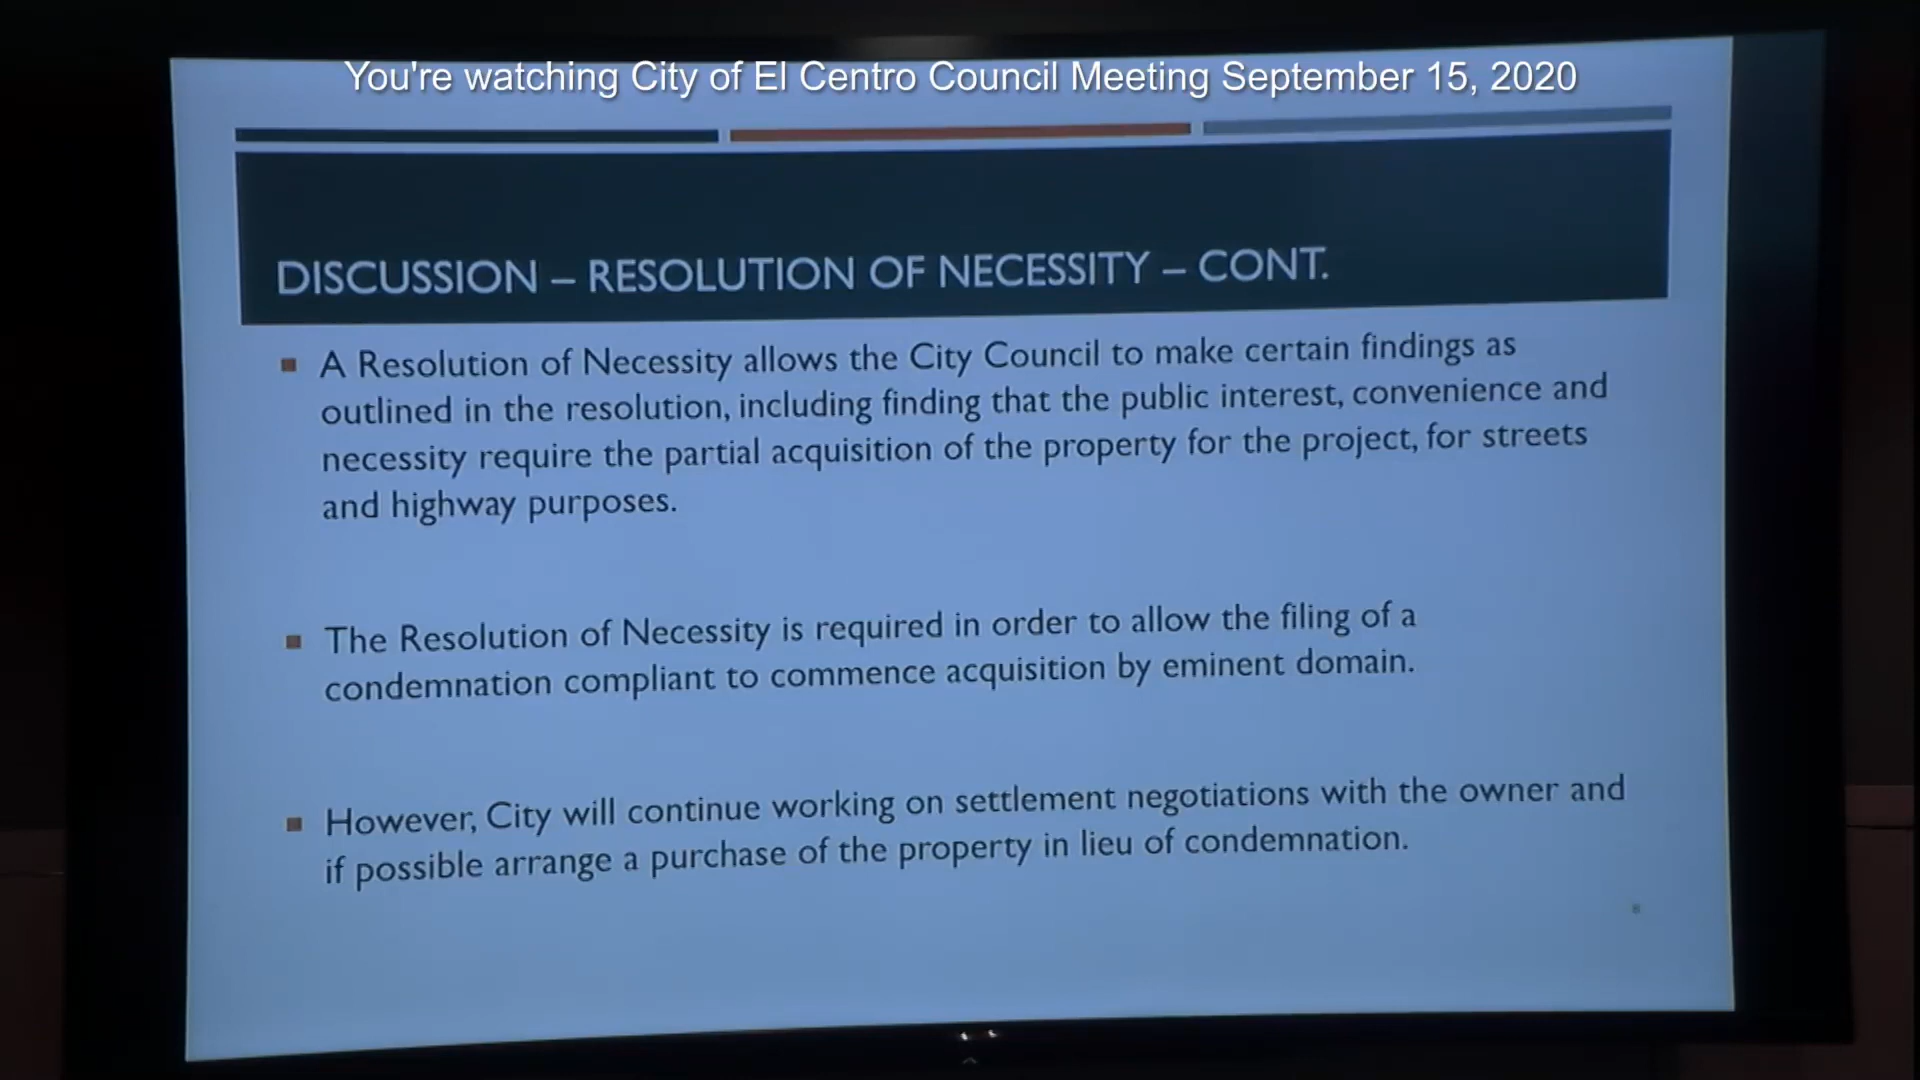 You're watching City of El Centro Council Meeting September 15, 2020
DISCUSSION – RESOLUTION OF NECESSITY – CONT.
▪ A Resolution of Necessity allows the City Council to make certain findings as
outlined in the resolution, including finding that the public interest, convenience and
necessity require the partial acquisition of the property for the project, for streets
and highway purposes.
▪ The Resolution of Necessity is required in order to allow the filing of a
condemnation compliant to commence acquisition by eminent domain.
▪ However, City will continue working on settlement negotiations with the owner and
if possible arrange a purchase of the property in lieu of condemnation.
8